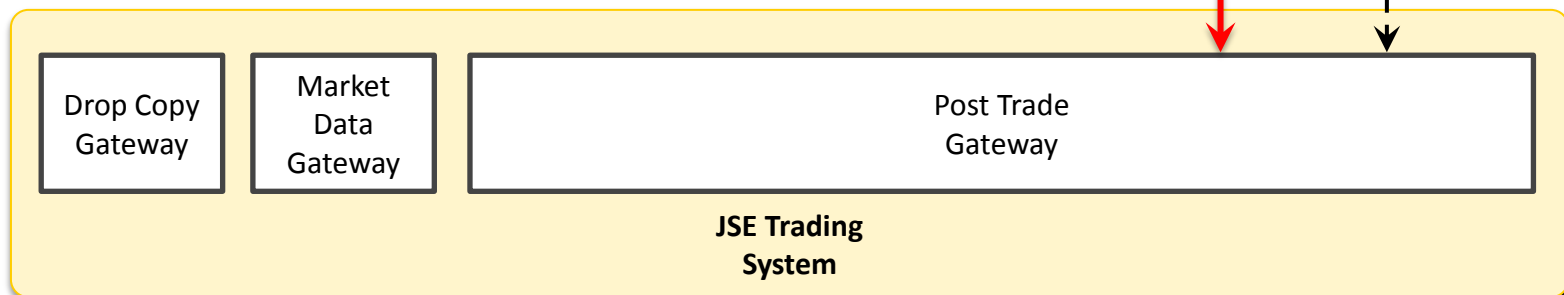 Drop Copy
Gateway
Market
Data
Gateway
Post Trade
Gateway
JSE Trading
System